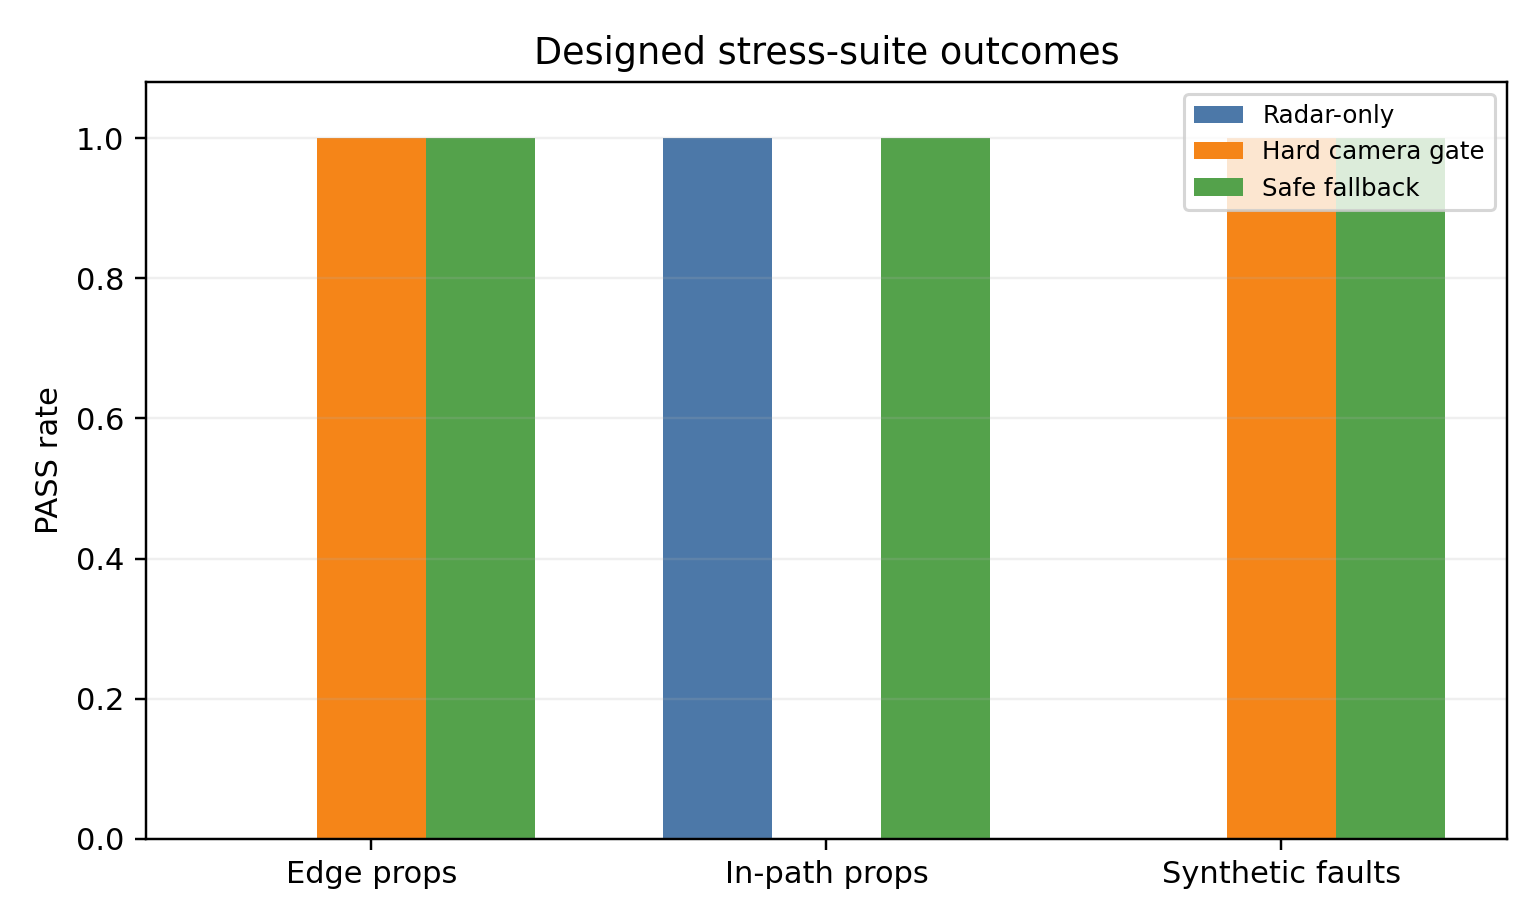 Designed stress-suite outcomes
Radar-only
Hard camera gate
Safe fallback
PASS rate
1.0
0.8
0.6
0.4
0.2
0.0
Edge props
In-path props
Synthetic faults